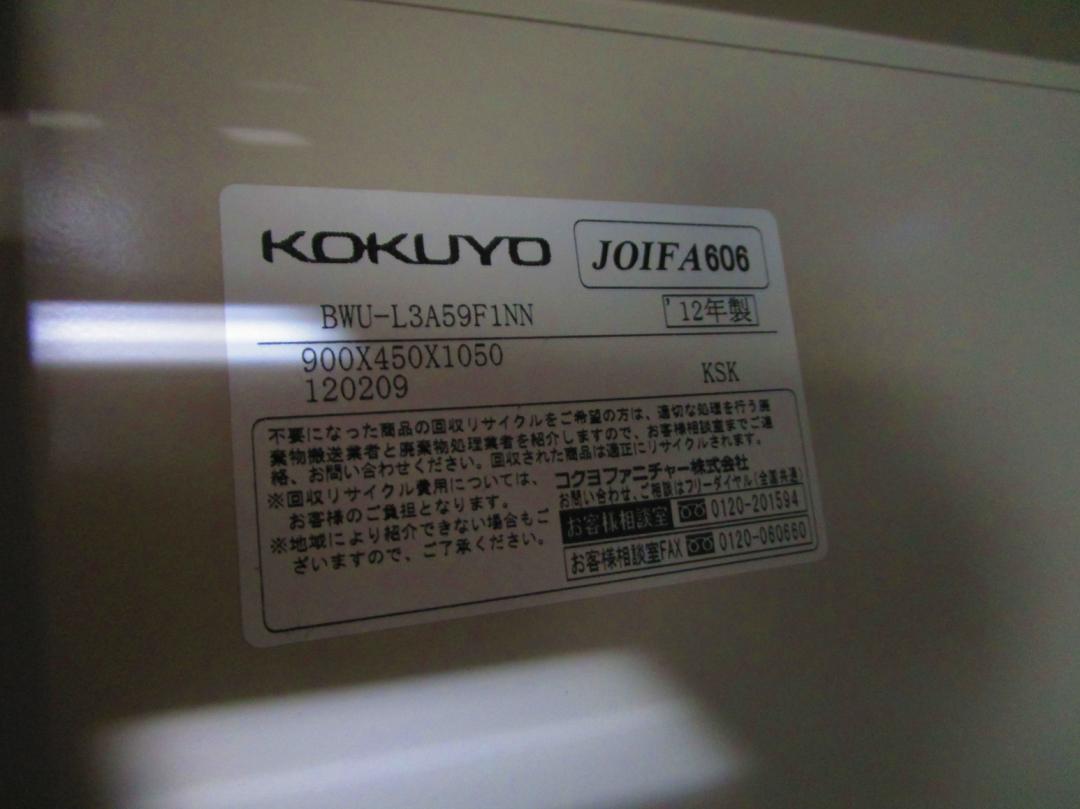 KOKUYO
JOIFA606
BWU-L3A59F1NN
'12年製
900X450X1050
120209
KSK
不要になった商品の回収リサイクルをご希望の方は、適切な処理を行う廃
棄物搬送業者と廃棄物処理業者を紹介しますので、お客様相談室までご連
絡、お問い合わせください。回収された商品は適正にリサイクルされます。
※回収リサイクル費用については、
お客様のご負担となります。
※地域により紹介できない場合もご
ざいますので、ご了承ください。
コクヨファニチャー株式会社
お問い合わせ、ご相談はフリーダイヤル(全国共通)
お客様相談室 0120-201594
お客様相談室FAX 0120-060660